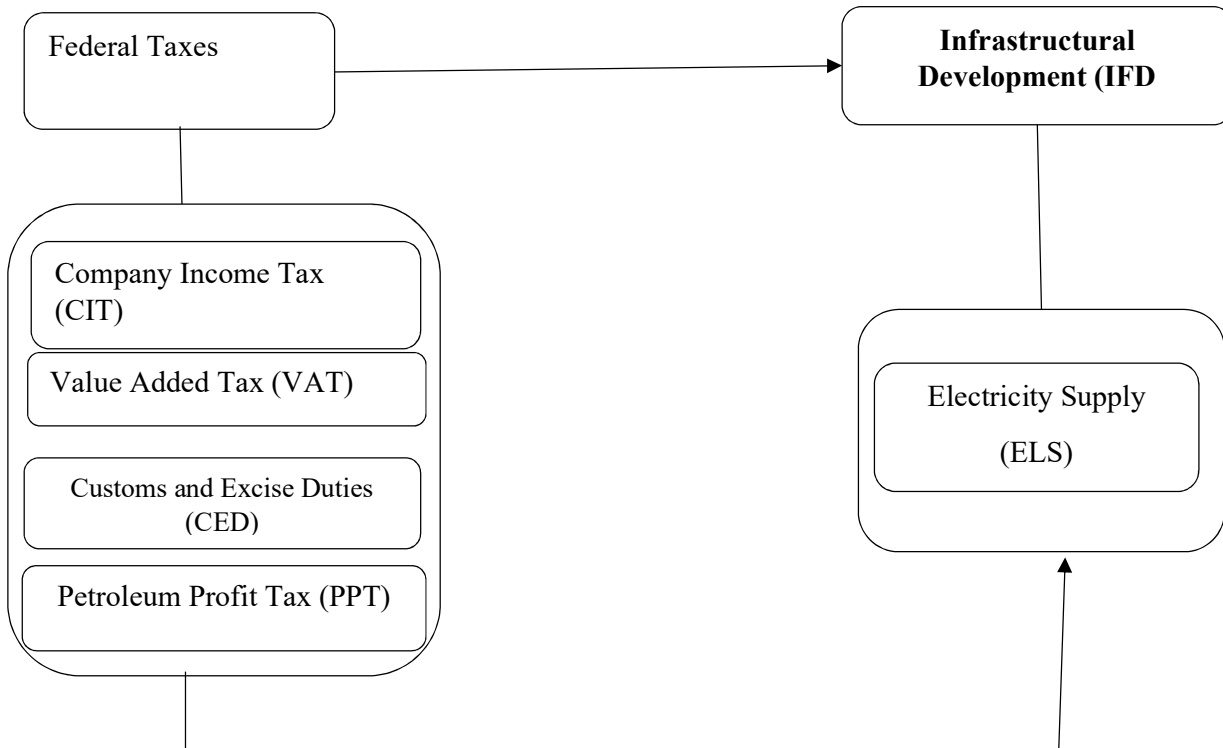 Federal Taxes
Infrastructural
Development (IFD
Company Income Tax
(CIT)
Value Added Tax (VAT)
Customs and Excise Duties
(CED)
Petroleum Profit Tax (PPT)
Electricity Supply
(ELS)